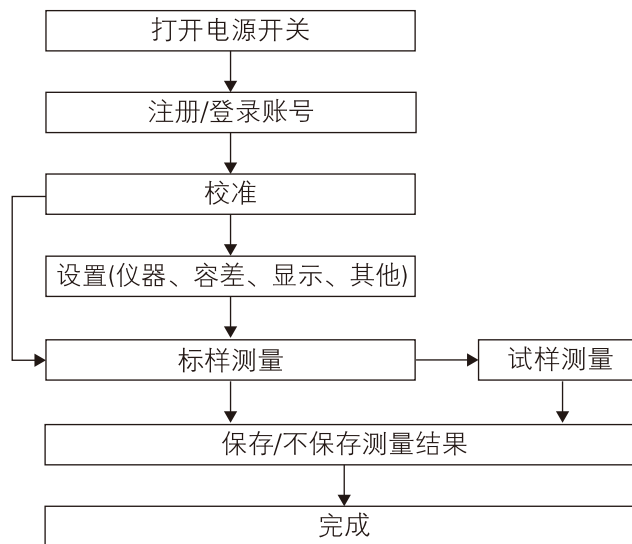 打开电源开关
注册/登录账号
校准
设置(仪器、容差、显示、其他)
标样测量
试样测量
保存/不保存测量结果
完成